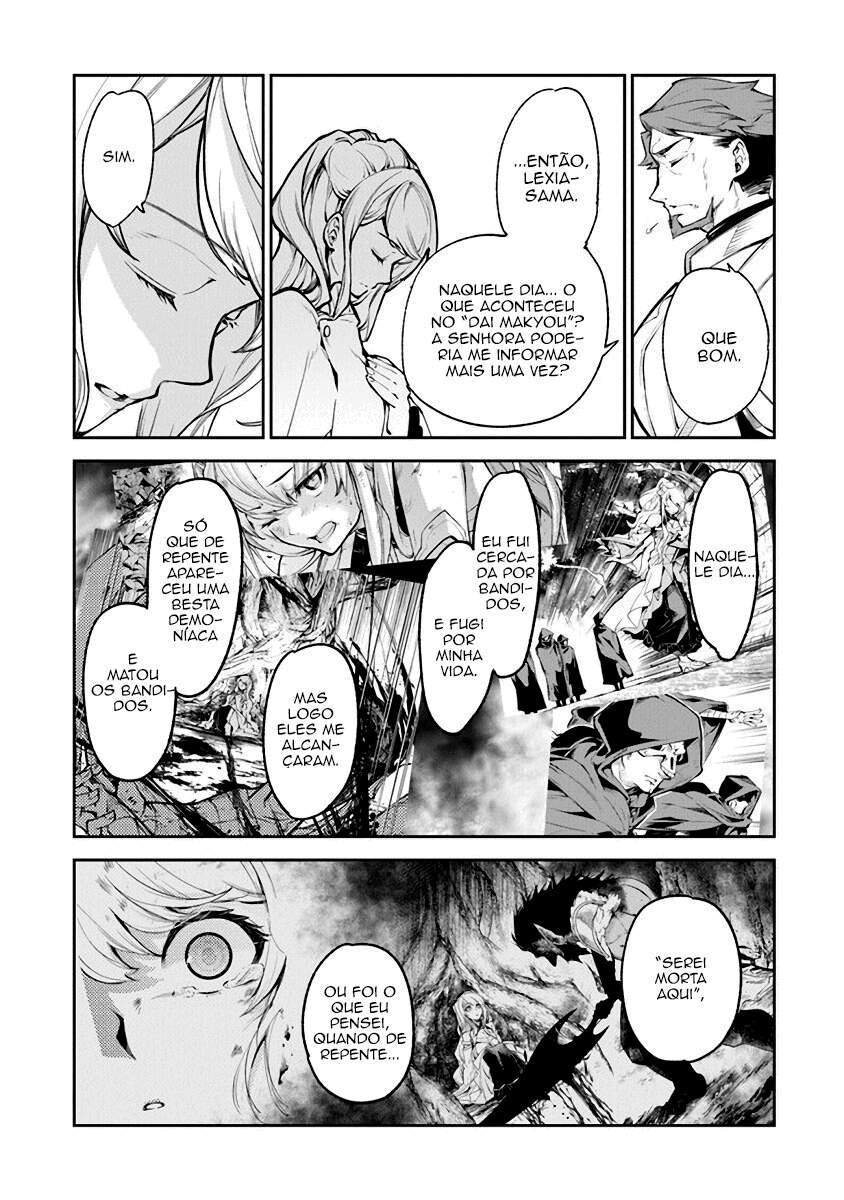 QUE
BOM.
...ENTÃO,
LEXIA-
SAMA.
NAQUELE DIA... O
QUE ACONTECEU
NO “DAI MAKYOU”?
A SENHORA PODE-
RIA ME INFORMAR
MAIS UMA VEZ?
SIM.
NAQUE-
LE DIA...
EU FUI
CERCA-
DA POR
BANDI-
DOS,
E FUGI
POR
MINHA
VIDA.
MAS
LOGO
ELES ME
ALCAN-
ÇARAM.
SÓ
QUE DE
REPENTE
APARE-
CEU UMA
BESTA
DEMO-
NÍACA
E
MATOU
OS BANDI-
DOS.
“SEREI
MORTA
AQUI”,
OU FOI O
QUE EU
PENSEI,
QUANDO DE
REPENTE...